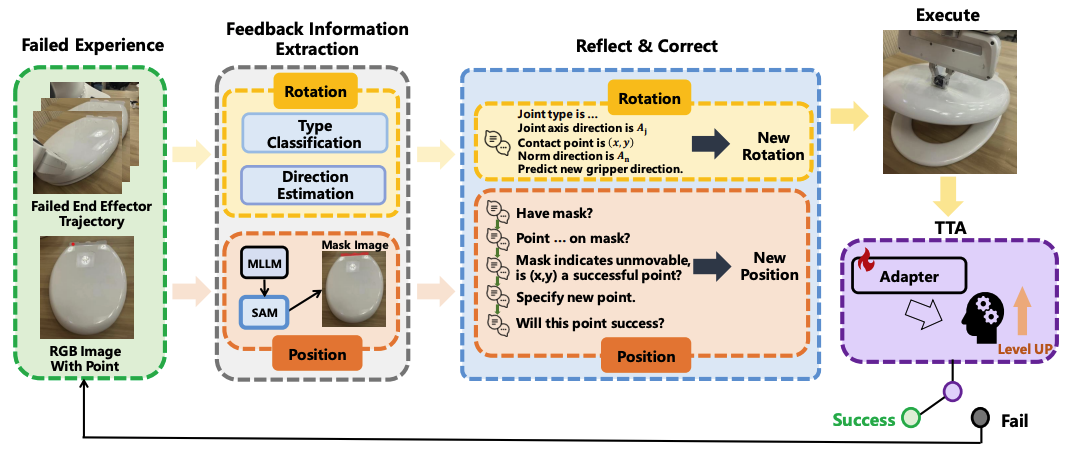 Failed Experience
Failed End Effector
Trajectory
RGB Image
With Point
Feedback Information
Extraction
Rotation
Type
Classification
Direction
Estimation
MLLM
SAM
Mask Image
Position
Reflect & Correct
Rotation
Joint type is ...
Joint axis direction is Aj
Contact point is (x, y)
Norm direction is An
Predict new gripper direction.
New
Rotation
Have mask?
Point ... on mask?
Mask indicates unmovable,
is (x,y) a successful point?
Specify new point.
Will this point success?
New
Position
Position
Execute
TTA
Adapter
Level UP
Success
Fail